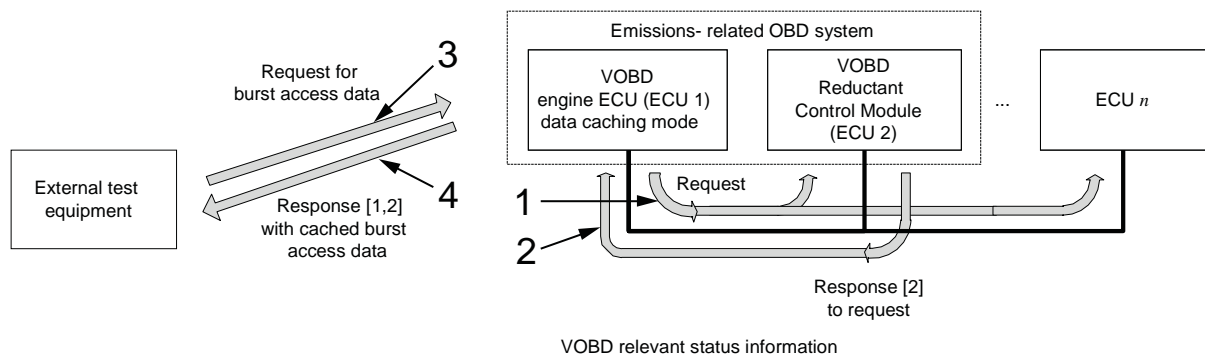 Emissions- related OBD system
3
Request for
burst access data
VOBD
engine ECU (ECU 1)
data caching mode
VOBD
Reductant
Control Module
(ECU 2)
...
ECU n
External test
equipment
4
Response [1,2]
with cached burst
access data
1
Request
2
Response [2]
to request
VOBD relevant status information